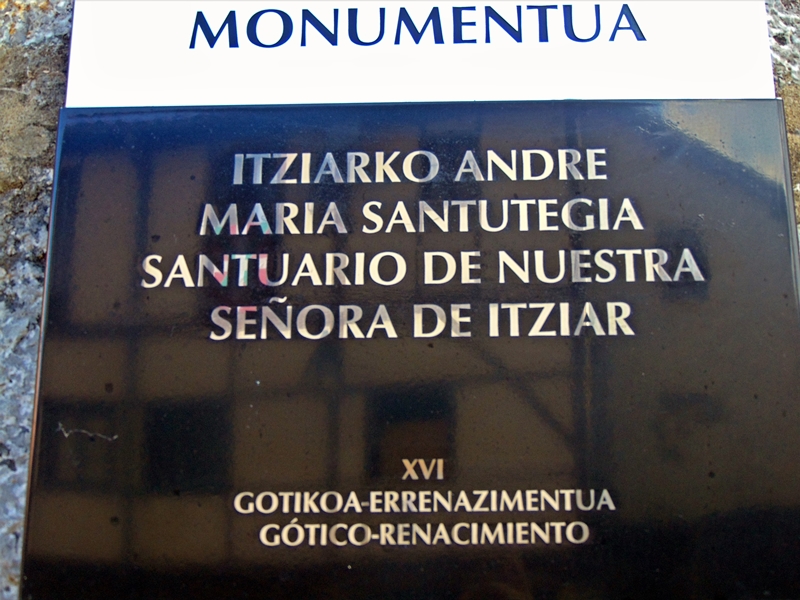 MONUMENTUA
ITZIARKO ANDRE
MARIA SANTUTEGIA
SANTUARIO DE NUESTRA
SEÑORA DE ITZIAR
XVI
GOTIKOA-ERRENAZIMENTUA
GÓTICO-RENACIMIENTO